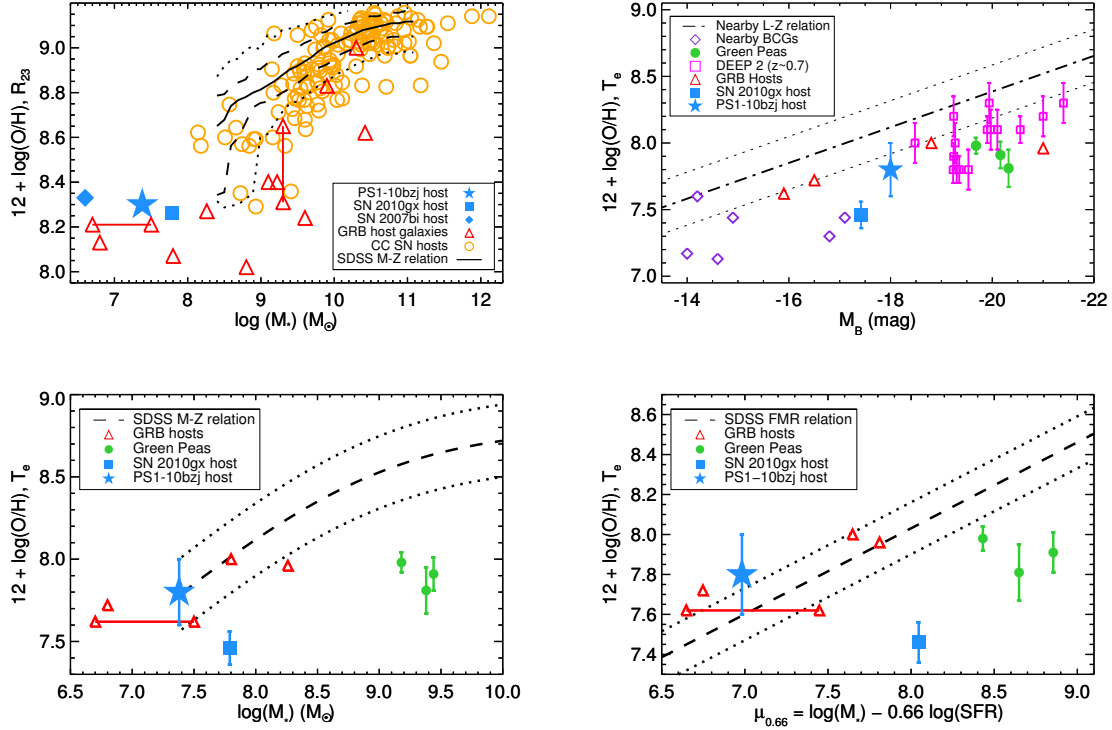 12 + log(O/H), R23
9.0
8.8
8.6
8.4
8.2
8.0
7
8
9
10
11
12
log (M*) (M⊙)
PS1-10bzj host
SN 2010gx host
SN 2007bi host
GRB host galaxies
CC SN hosts
SDSS M-Z relation
12 + log(O/H), Te
9.0
8.5
8.0
7.5
7.0
-14
-16
-18
-20
-22
MB (mag)
Nearby L-Z relation
Nearby BCGs
Green Peas
DEEP 2 (z~0.7)
GRB Hosts
SN 2010gx host
PS1-10bzj host
12 + log(O/H), Te
9.0
8.5
8.0
7.5
6.5
7.0
7.5
8.0
8.5
9.0
9.5
10.0
log(M*) (M⊙)
SDSS M-Z relation
GRB hosts
Green Peas
SN 2010gx host
PS1-10bzj host
12 + log(O/H), Te
8.6
8.4
8.2
8.0
7.8
7.6
7.4
6.5
7.0
7.5
8.0
8.5
9.0
μ0.66 = log(M*) − 0.66 log(SFR)
SDSS FMR relation
GRB hosts
Green Peas
SN 2010gx host
PS1−10bzj host